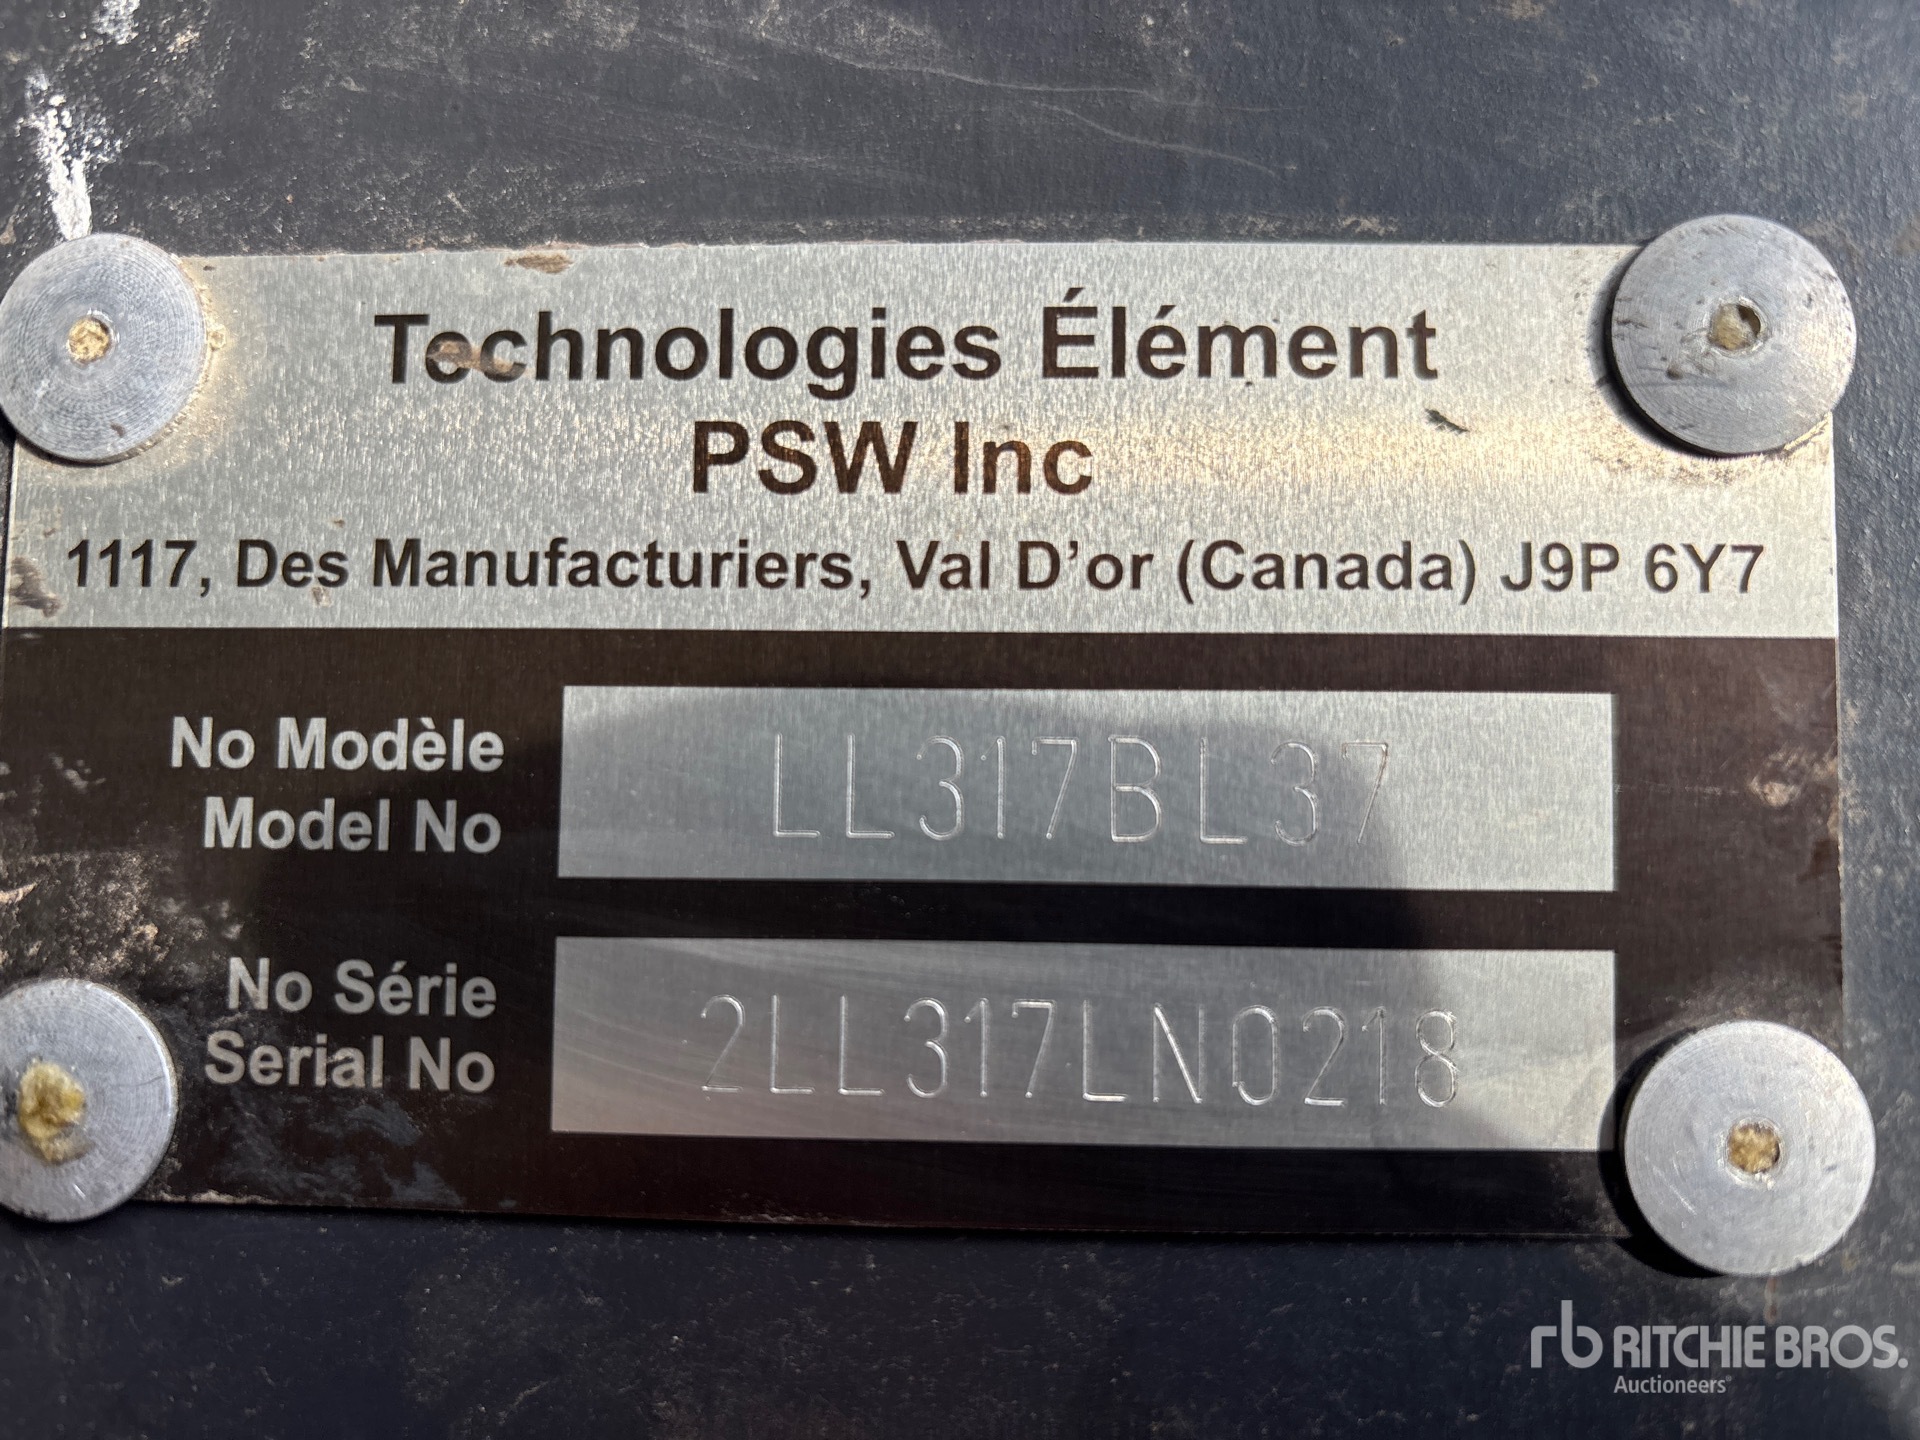 Technologies Élément
PSW Inc
1117, Des Manufacturiers, Val D'or (Canada) J9P 6Y7
No Modèle
Model No
LL317BL37
No Série
Serial No
2LL317LN0218
rb RITCHIE BROS.
Auctioneers